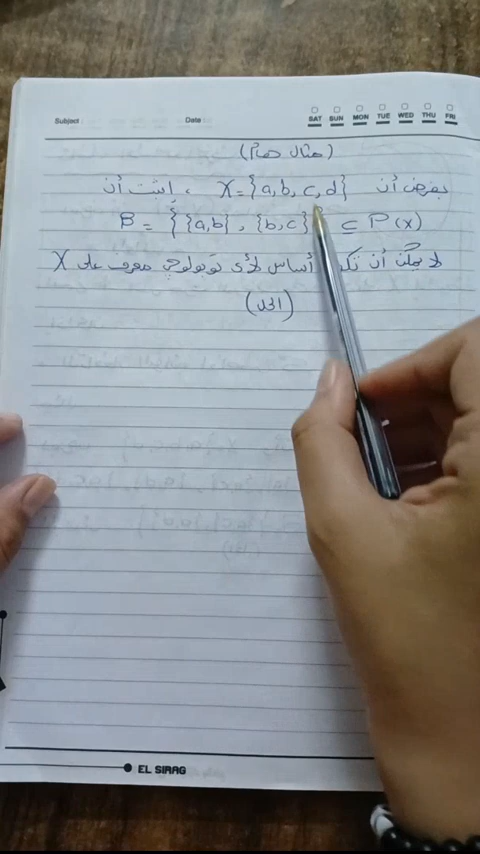 Subject : Date :
SAT SUN MON TUE WED THU FRI
(مثال هام)
بفرض أن X = {a, b, c, d} ، إثبت أن
β = {{a,b}, {b,c}} ⊆ P(X)
لا يمكن أن تكون أساس لأى توبولوجى معرف على X
(الحل)
EL SIRAG